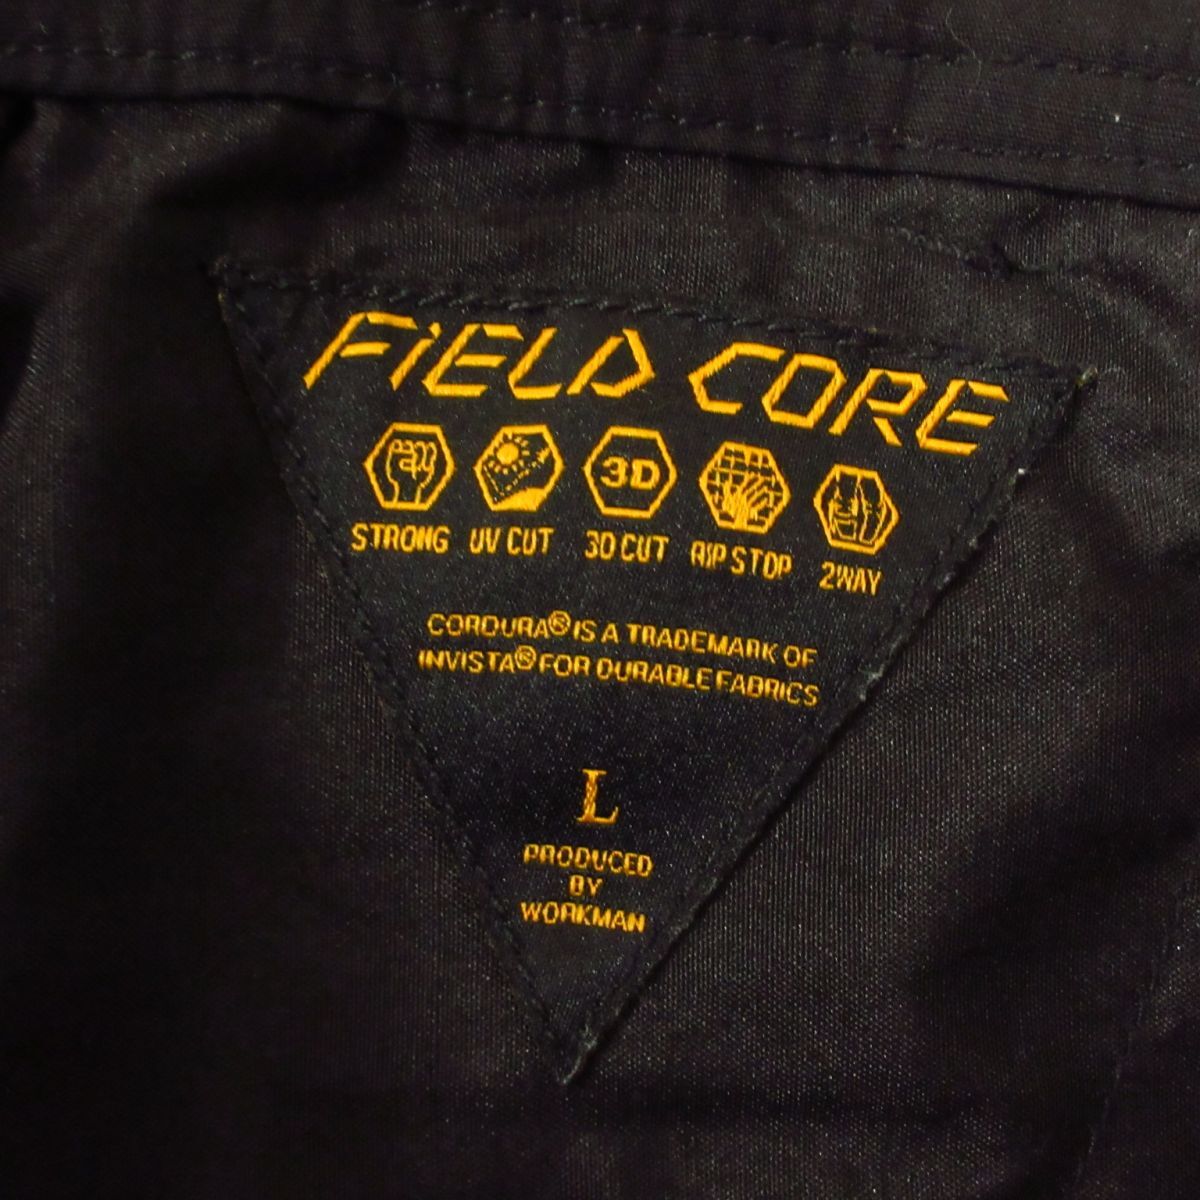 FiELD CORE
3D
STRONG UV CUT 3D CUT RIP STOP 2WAY
CORDURA® IS A TRADEMARK OF
INVISTA® FOR DURABLE FABRICS
L
PRODUCED
BY
WORKMAN